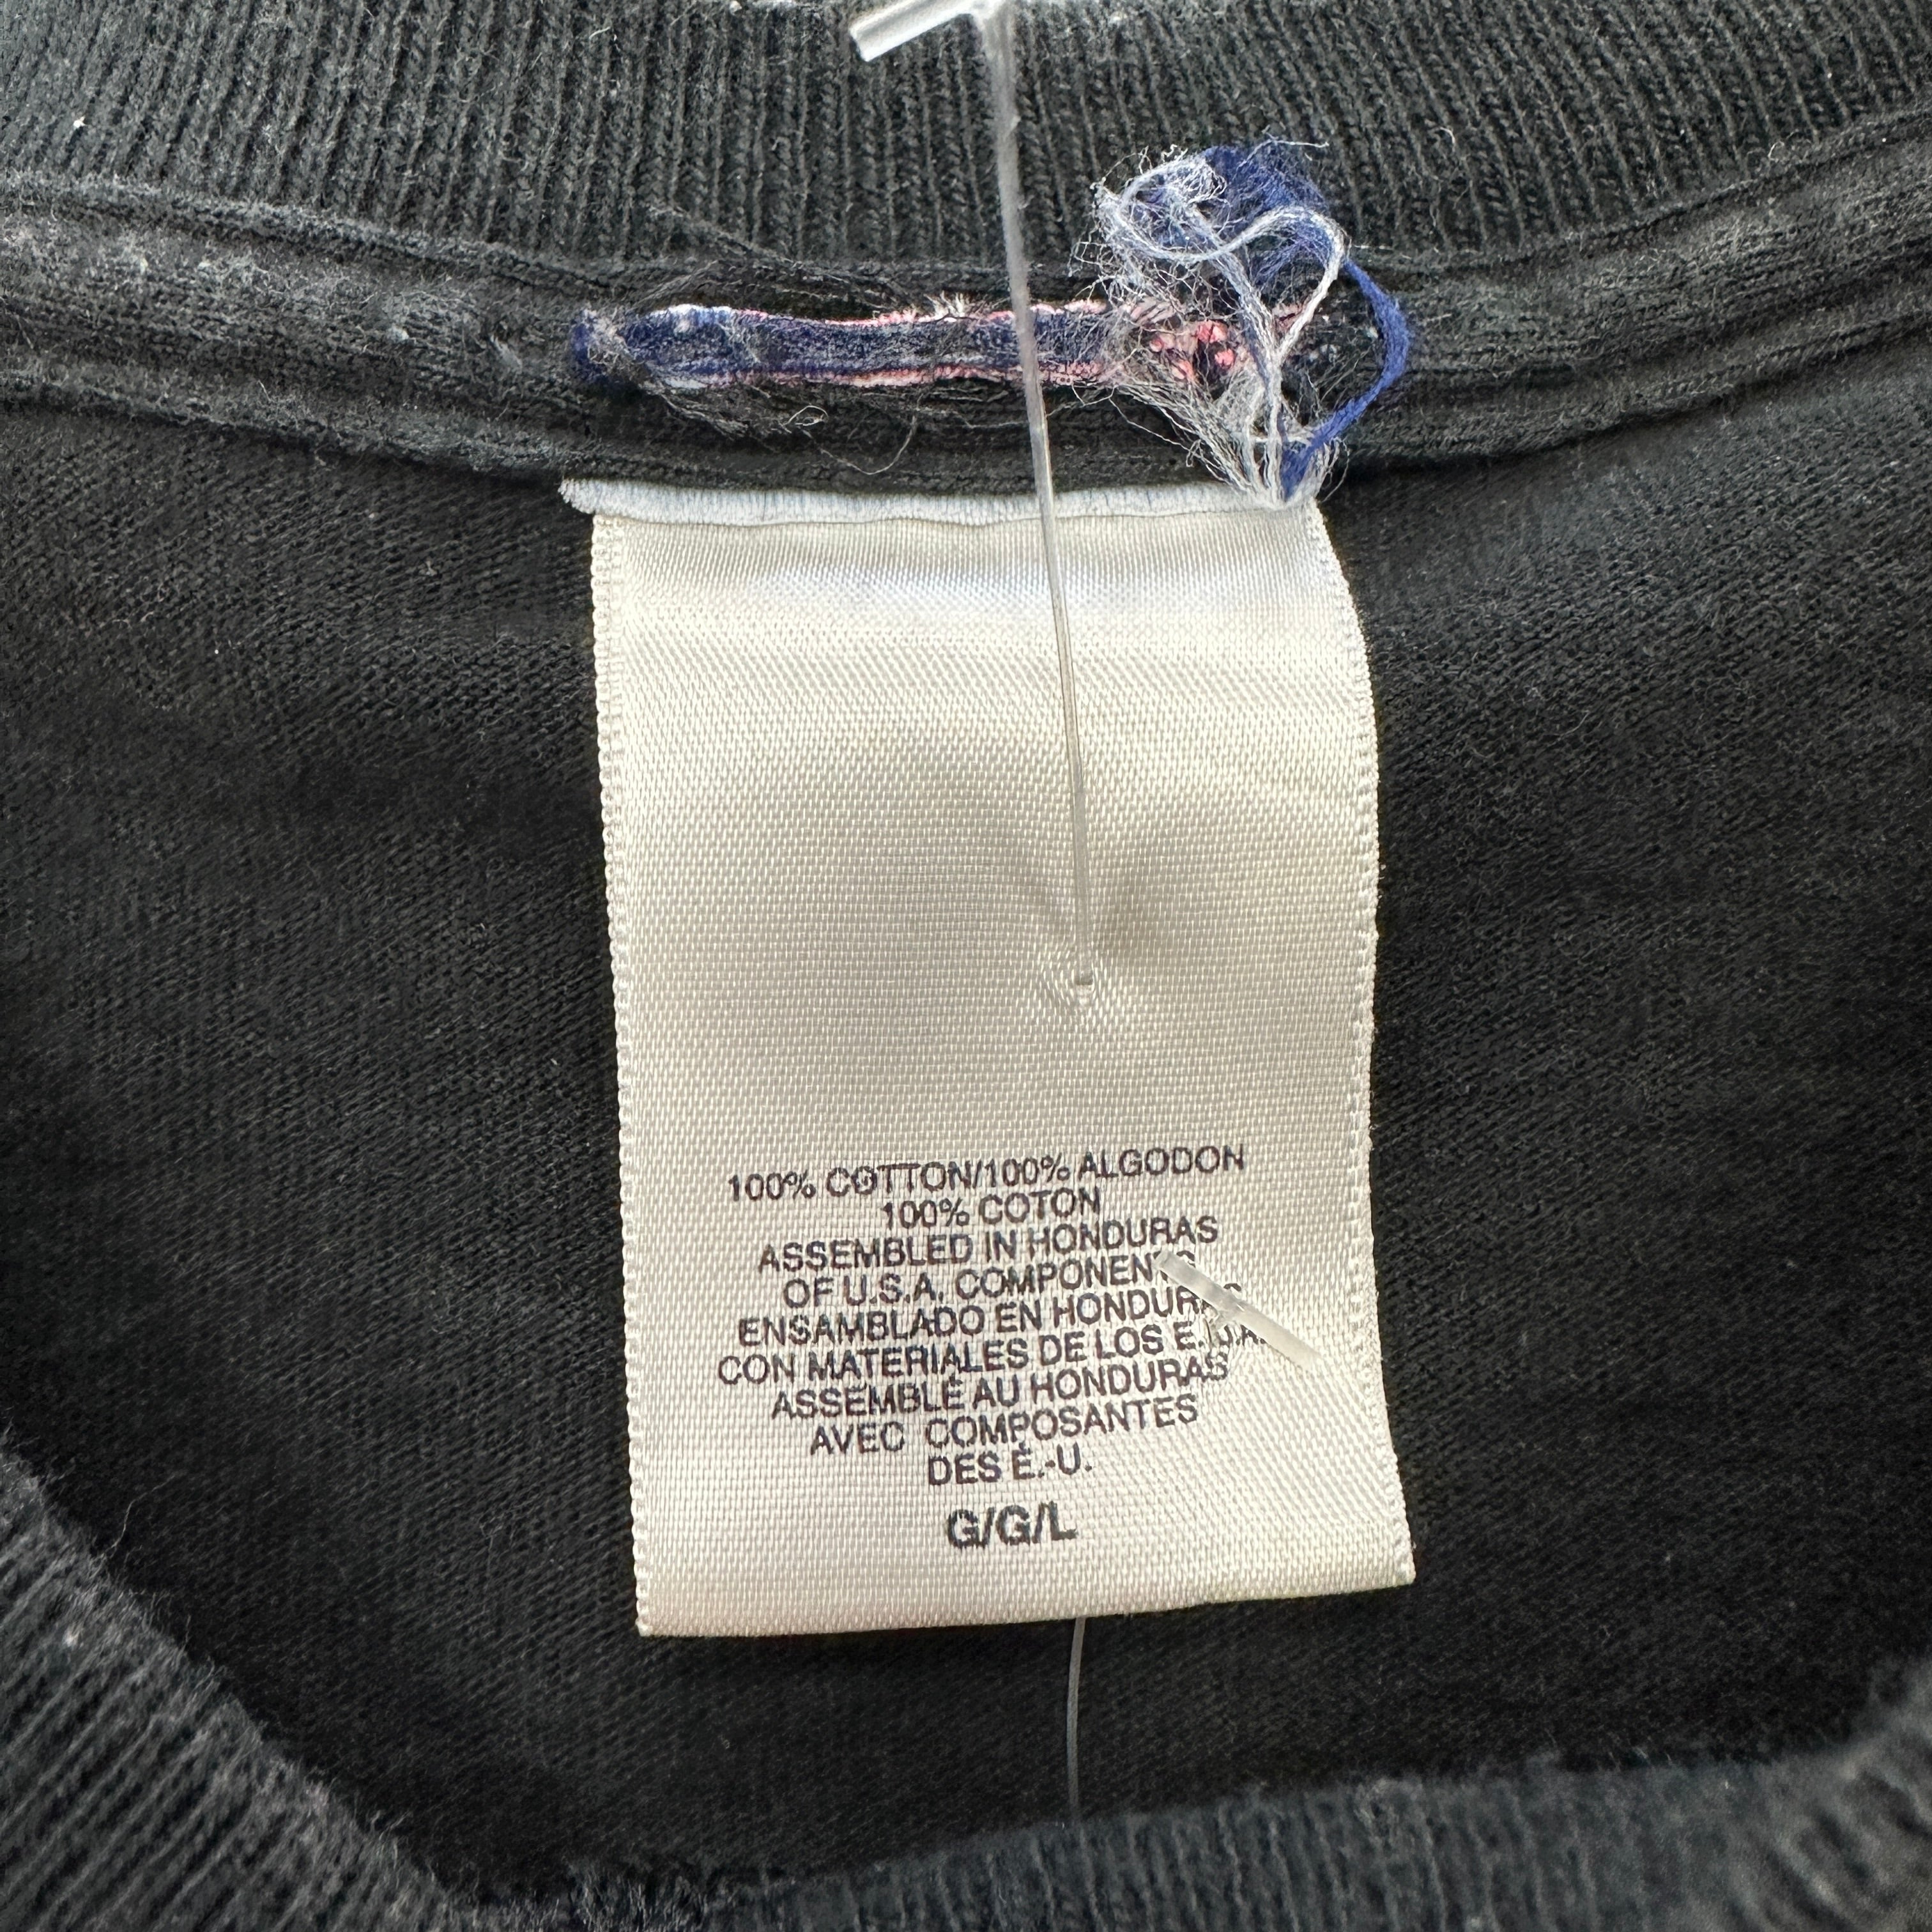 100% COTTON/100% ALGODON
100% COTON
ASSEMBLED IN HONDURAS
OF U.S.A. COMPONENTS
ENSAMBLADO EN HONDURAS
CON MATERIALES DE LOS E.U.A.
ASSEMBLÉ AU HONDURAS
AVEC COMPOSANTES
DES É.-U.
G/G/L